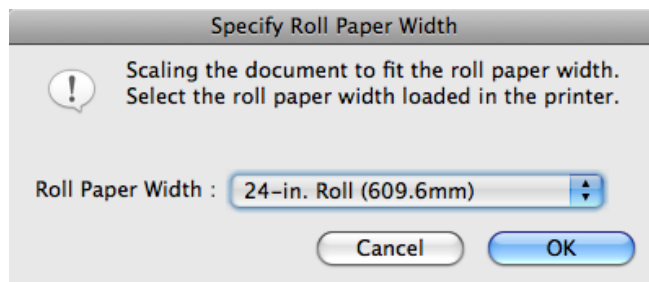 Specify Roll Paper Width
Scaling the document to fit the roll paper width.
Select the roll paper width loaded in the printer.
Roll Paper Width : 24-in. Roll (609.6mm)
Cancel OK